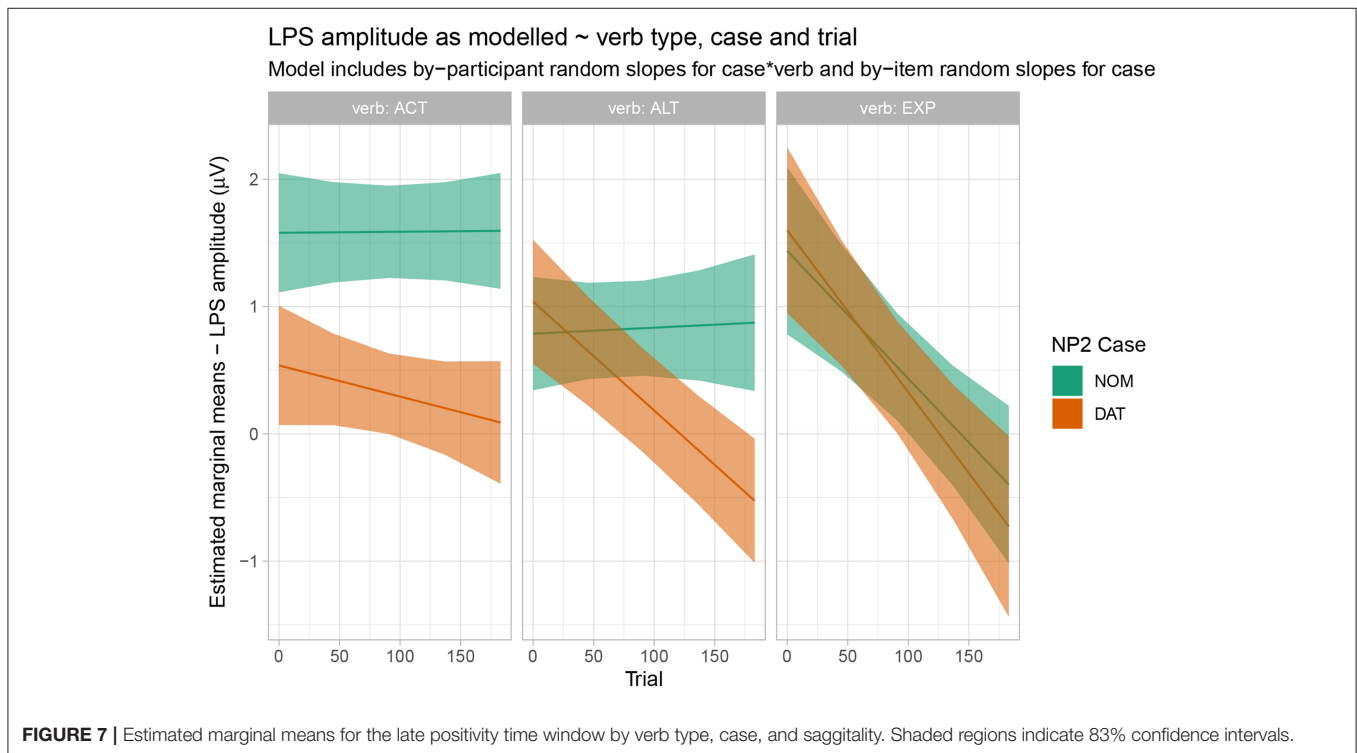 LPS amplitude as modelled ~ verb type, case and trial
Model includes by−participant random slopes for case*verb and by−item random slopes for case
verb: ACT
verb: ALT
verb: EXP
Estimated marginal means − LPS amplitude (μV)
2
1
0
−1
0 50 100 150
0 50 100 150
0 50 100 150
Trial
NP2 Case
NOM
DAT
FIGURE 7 | Estimated marginal means for the late positivity time window by verb type, case, and saggitality. Shaded regions indicate 83% confidence intervals.